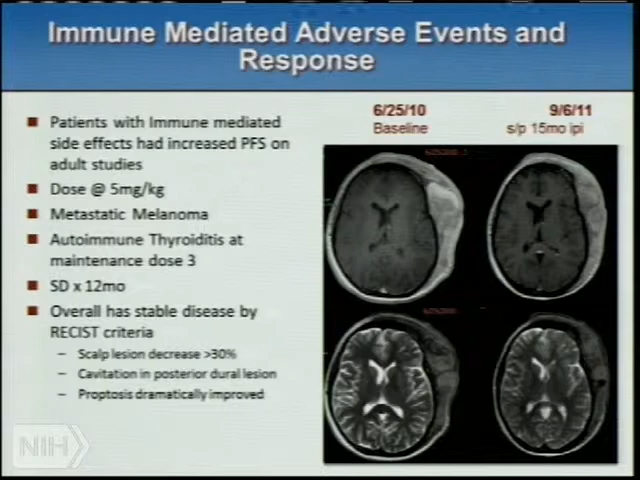 Immune Mediated Adverse Events and
Response
Patients with Immune mediated
side effects had increased PFS on
adult studies
Dose @ 5mg/kg
Metastatic Melanoma
Autoimmune Thyroiditis at
maintenance dose 3
SD x 12mo
Overall has stable disease by
RECIST criteria
– Scalp lesion decrease >30%
– Cavitation in posterior dural lesion
– Proptosis dramatically improved
6/25/10
Baseline
9/6/11
s/p 15mo ipi
NIH